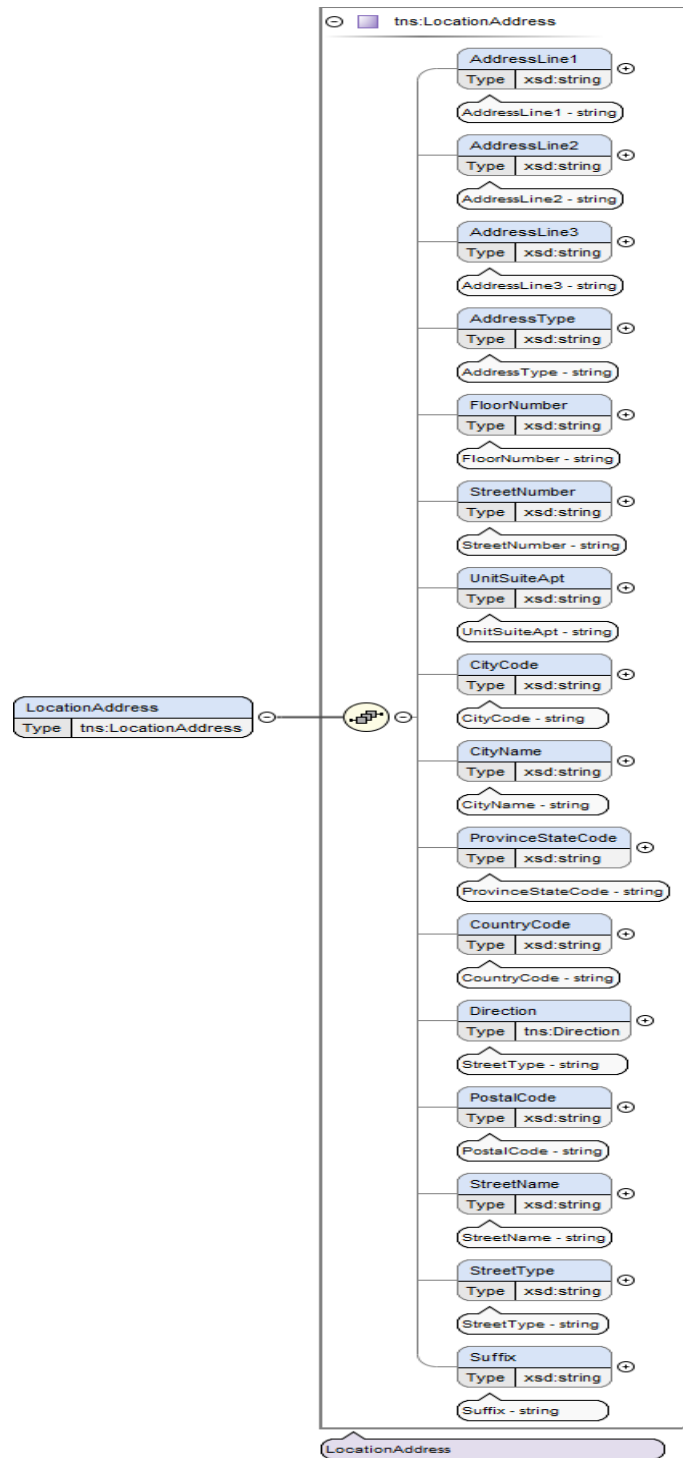 tns:LocationAddress
AddressLine1
Type xsd:string
AddressLine1 - string
AddressLine2
Type xsd:string
AddressLine2 - string
AddressLine3
Type xsd:string
AddressLine3 - string
AddressType
Type xsd:string
AddressType - string
FloorNumber
Type xsd:string
FloorNumber - string
StreetNumber
Type xsd:string
StreetNumber - string
UnitSuiteApt
Type xsd:string
UnitSuiteApt - string
CityCode
Type xsd:string
CityCode - string
LocationAddress
Type tns:LocationAddress
CityName
Type xsd:string
CityName - string
ProvinceStateCode
Type xsd:string
ProvinceStateCode - string
CountryCode
Type xsd:string
CountryCode - string
Direction
Type tns:Direction
StreetType - string
PostalCode
Type xsd:string
PostalCode - string
StreetName
Type xsd:string
StreetName - string
StreetType
Type xsd:string
StreetType - string
Suffix
Type xsd:string
Suffix - string
LocationAddress